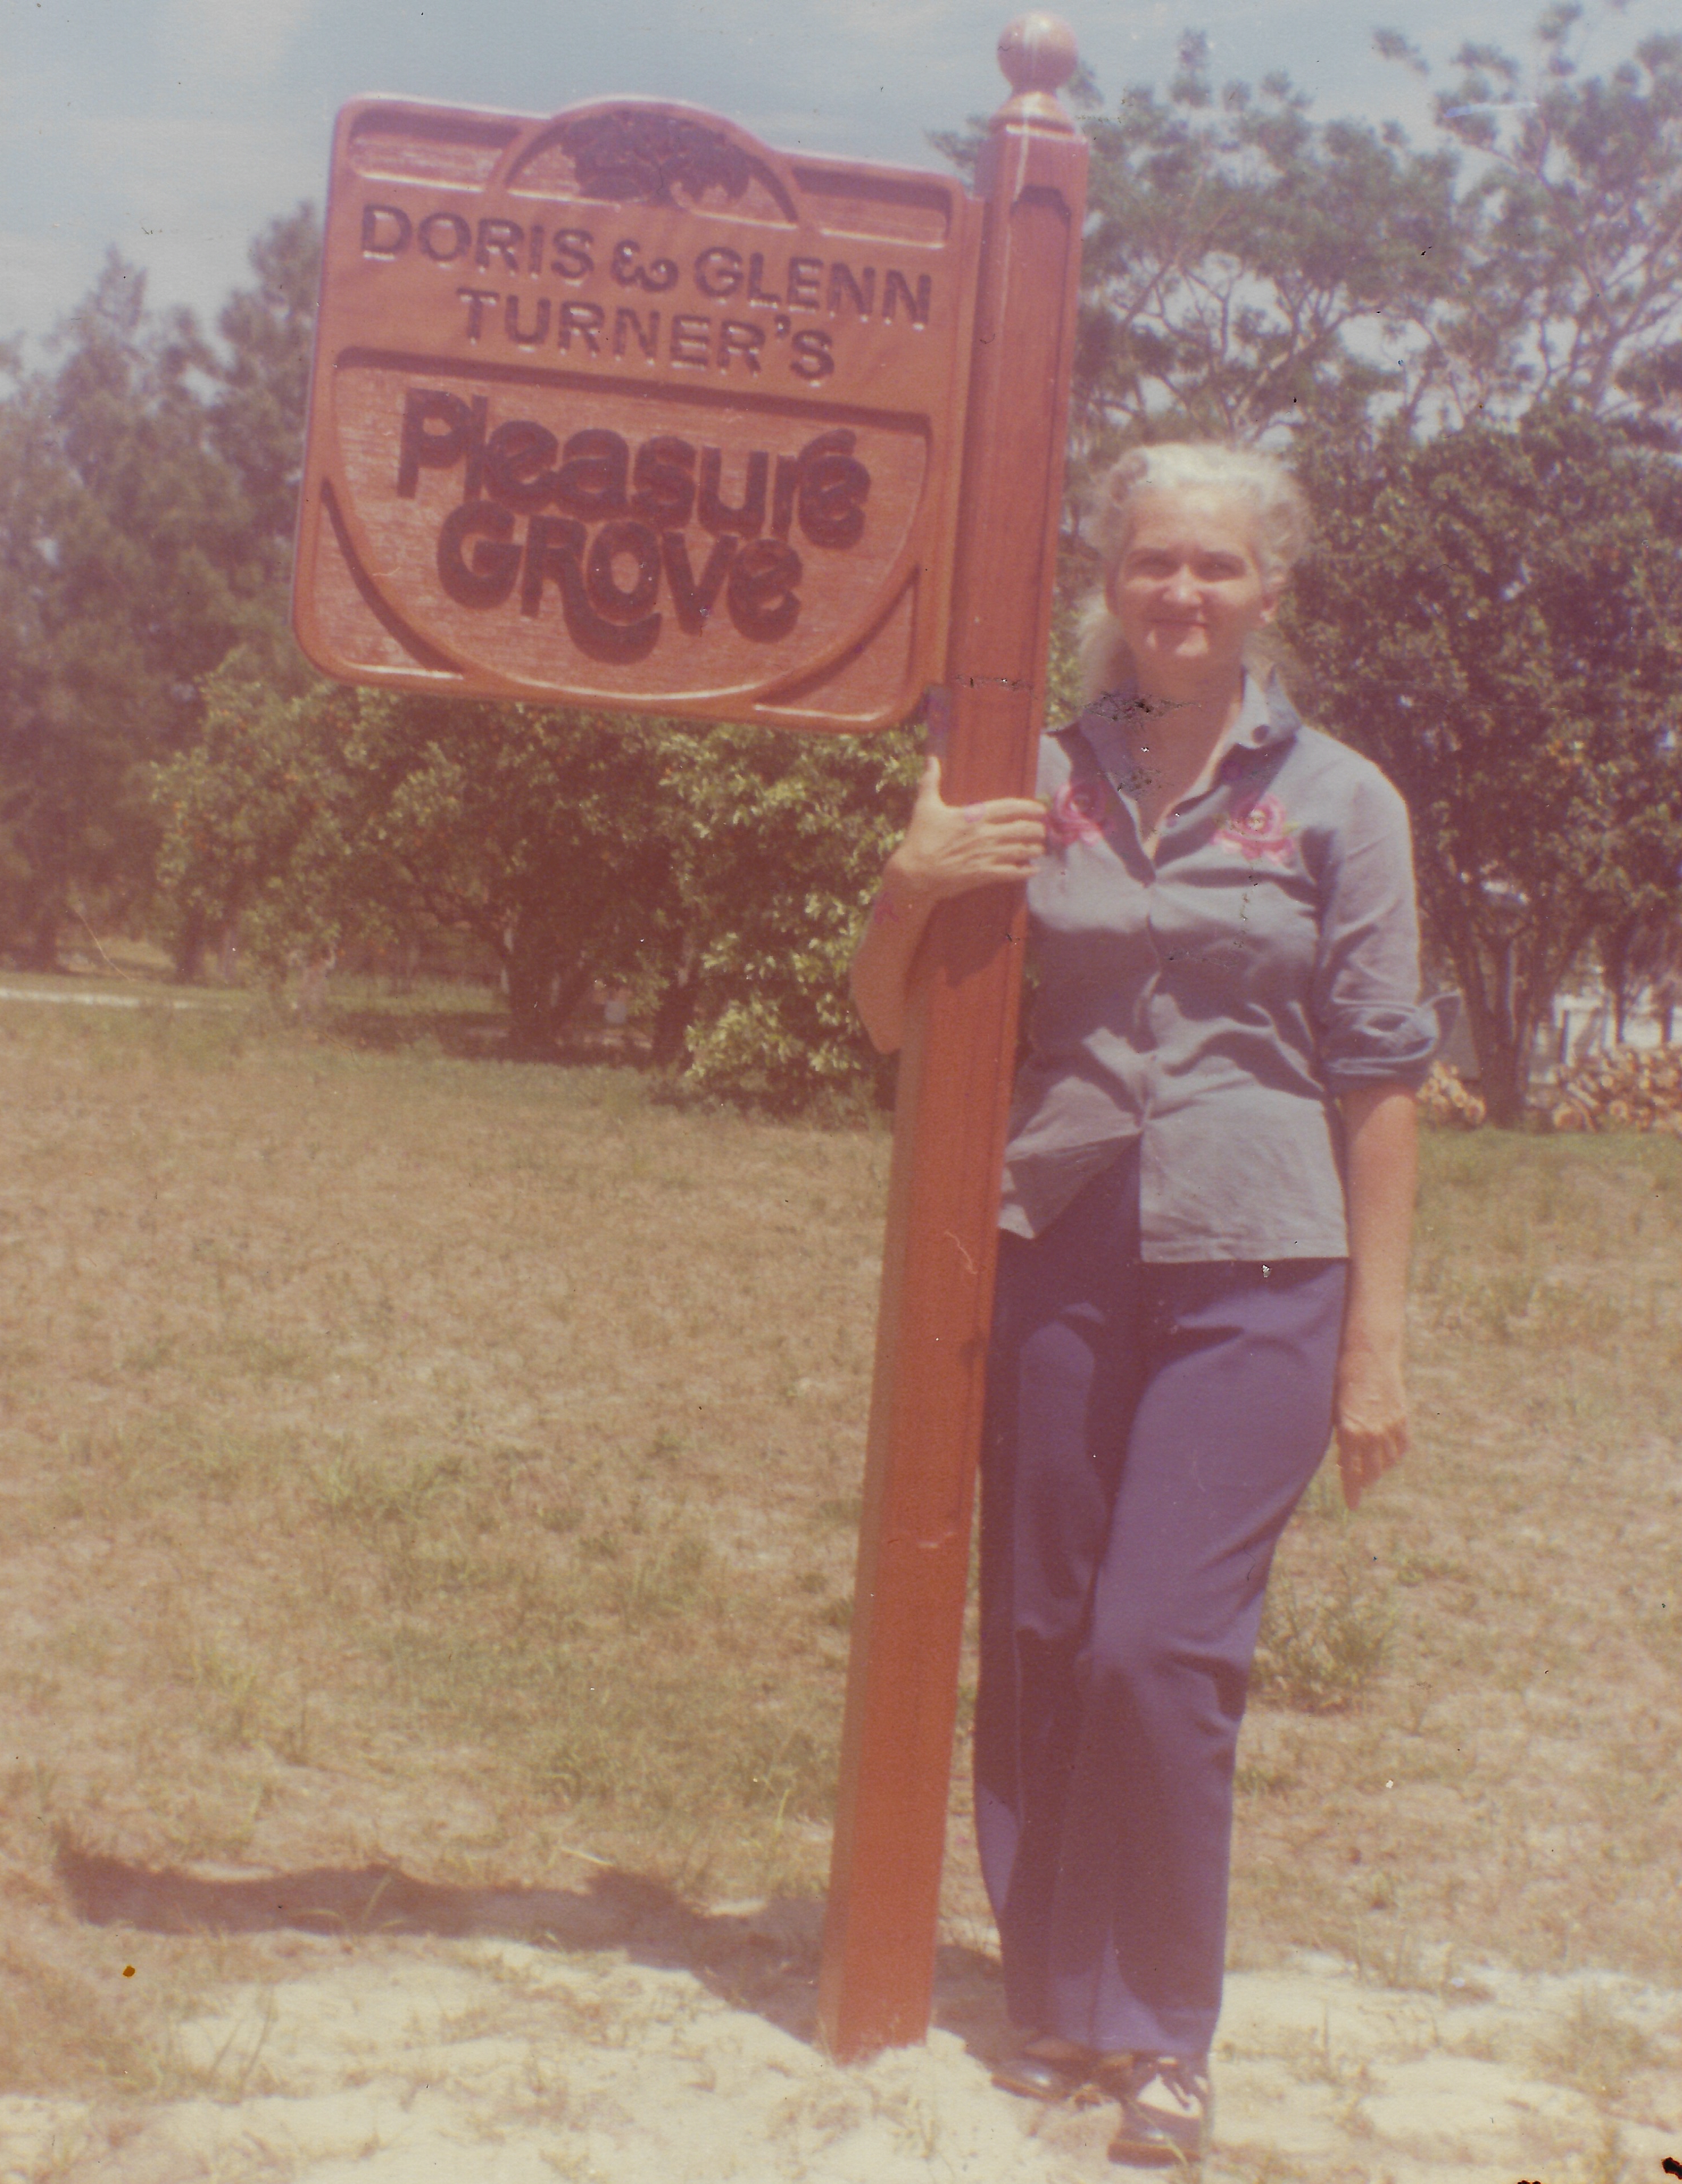 DORIS & GLENN
TURNER'S
Pleasure
GROVE